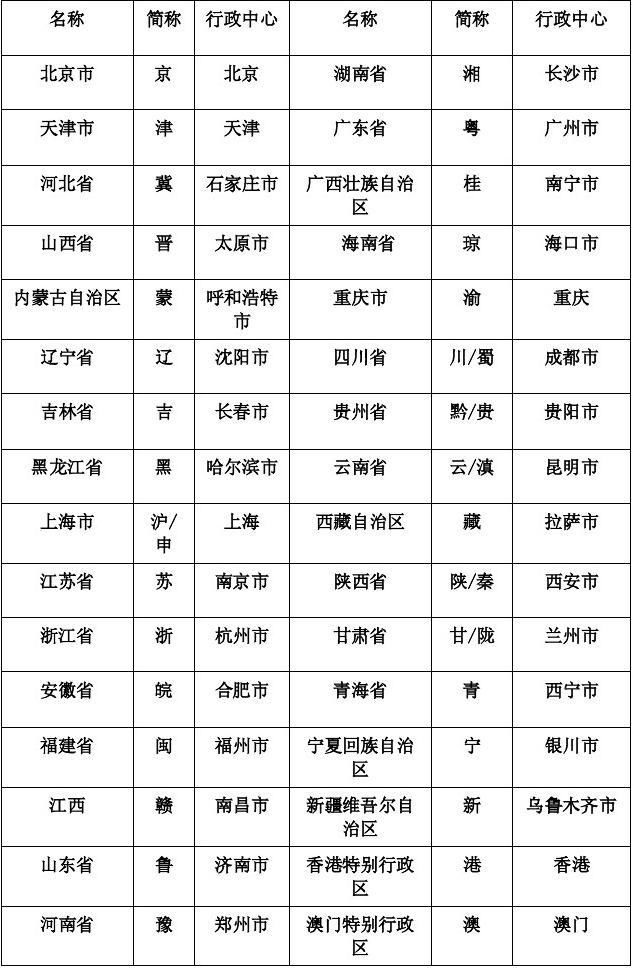 名称 简称 行政中心 名称 简称 行政中心
北京市 京 北京 湖南省 湘 长沙市
天津市 津 天津 广东省 粤 广州市
河北省 冀 石家庄市 广西壮族自治 桂 南宁市
区
山西省 晋 太原市 海南省 琼 海口市
内蒙古自治区 蒙 呼和浩特 重庆市 渝 重庆
市
辽宁省 辽 沈阳市 四川省 川/蜀 成都市
吉林省 吉 长春市 贵州省 黔/贵 贵阳市
黑龙江省 黑 哈尔滨市 云南省 云/滇 昆明市
上海市 沪/ 上海 西藏自治区 藏 拉萨市
申
江苏省 苏 南京市 陕西省 陕/秦 西安市
浙江省 浙 杭州市 甘肃省 甘/陇 兰州市
安徽省 皖 合肥市 青海省 青 西宁市
福建省 闽 福州市 宁夏回族自治 宁 银川市
区
江西 赣 南昌市 新疆维吾尔自 新 乌鲁木齐市
治区
山东省 鲁 济南市 香港特别行政 港 香港
区
河南省 豫 郑州市 澳门特别行政 澳 澳门
区